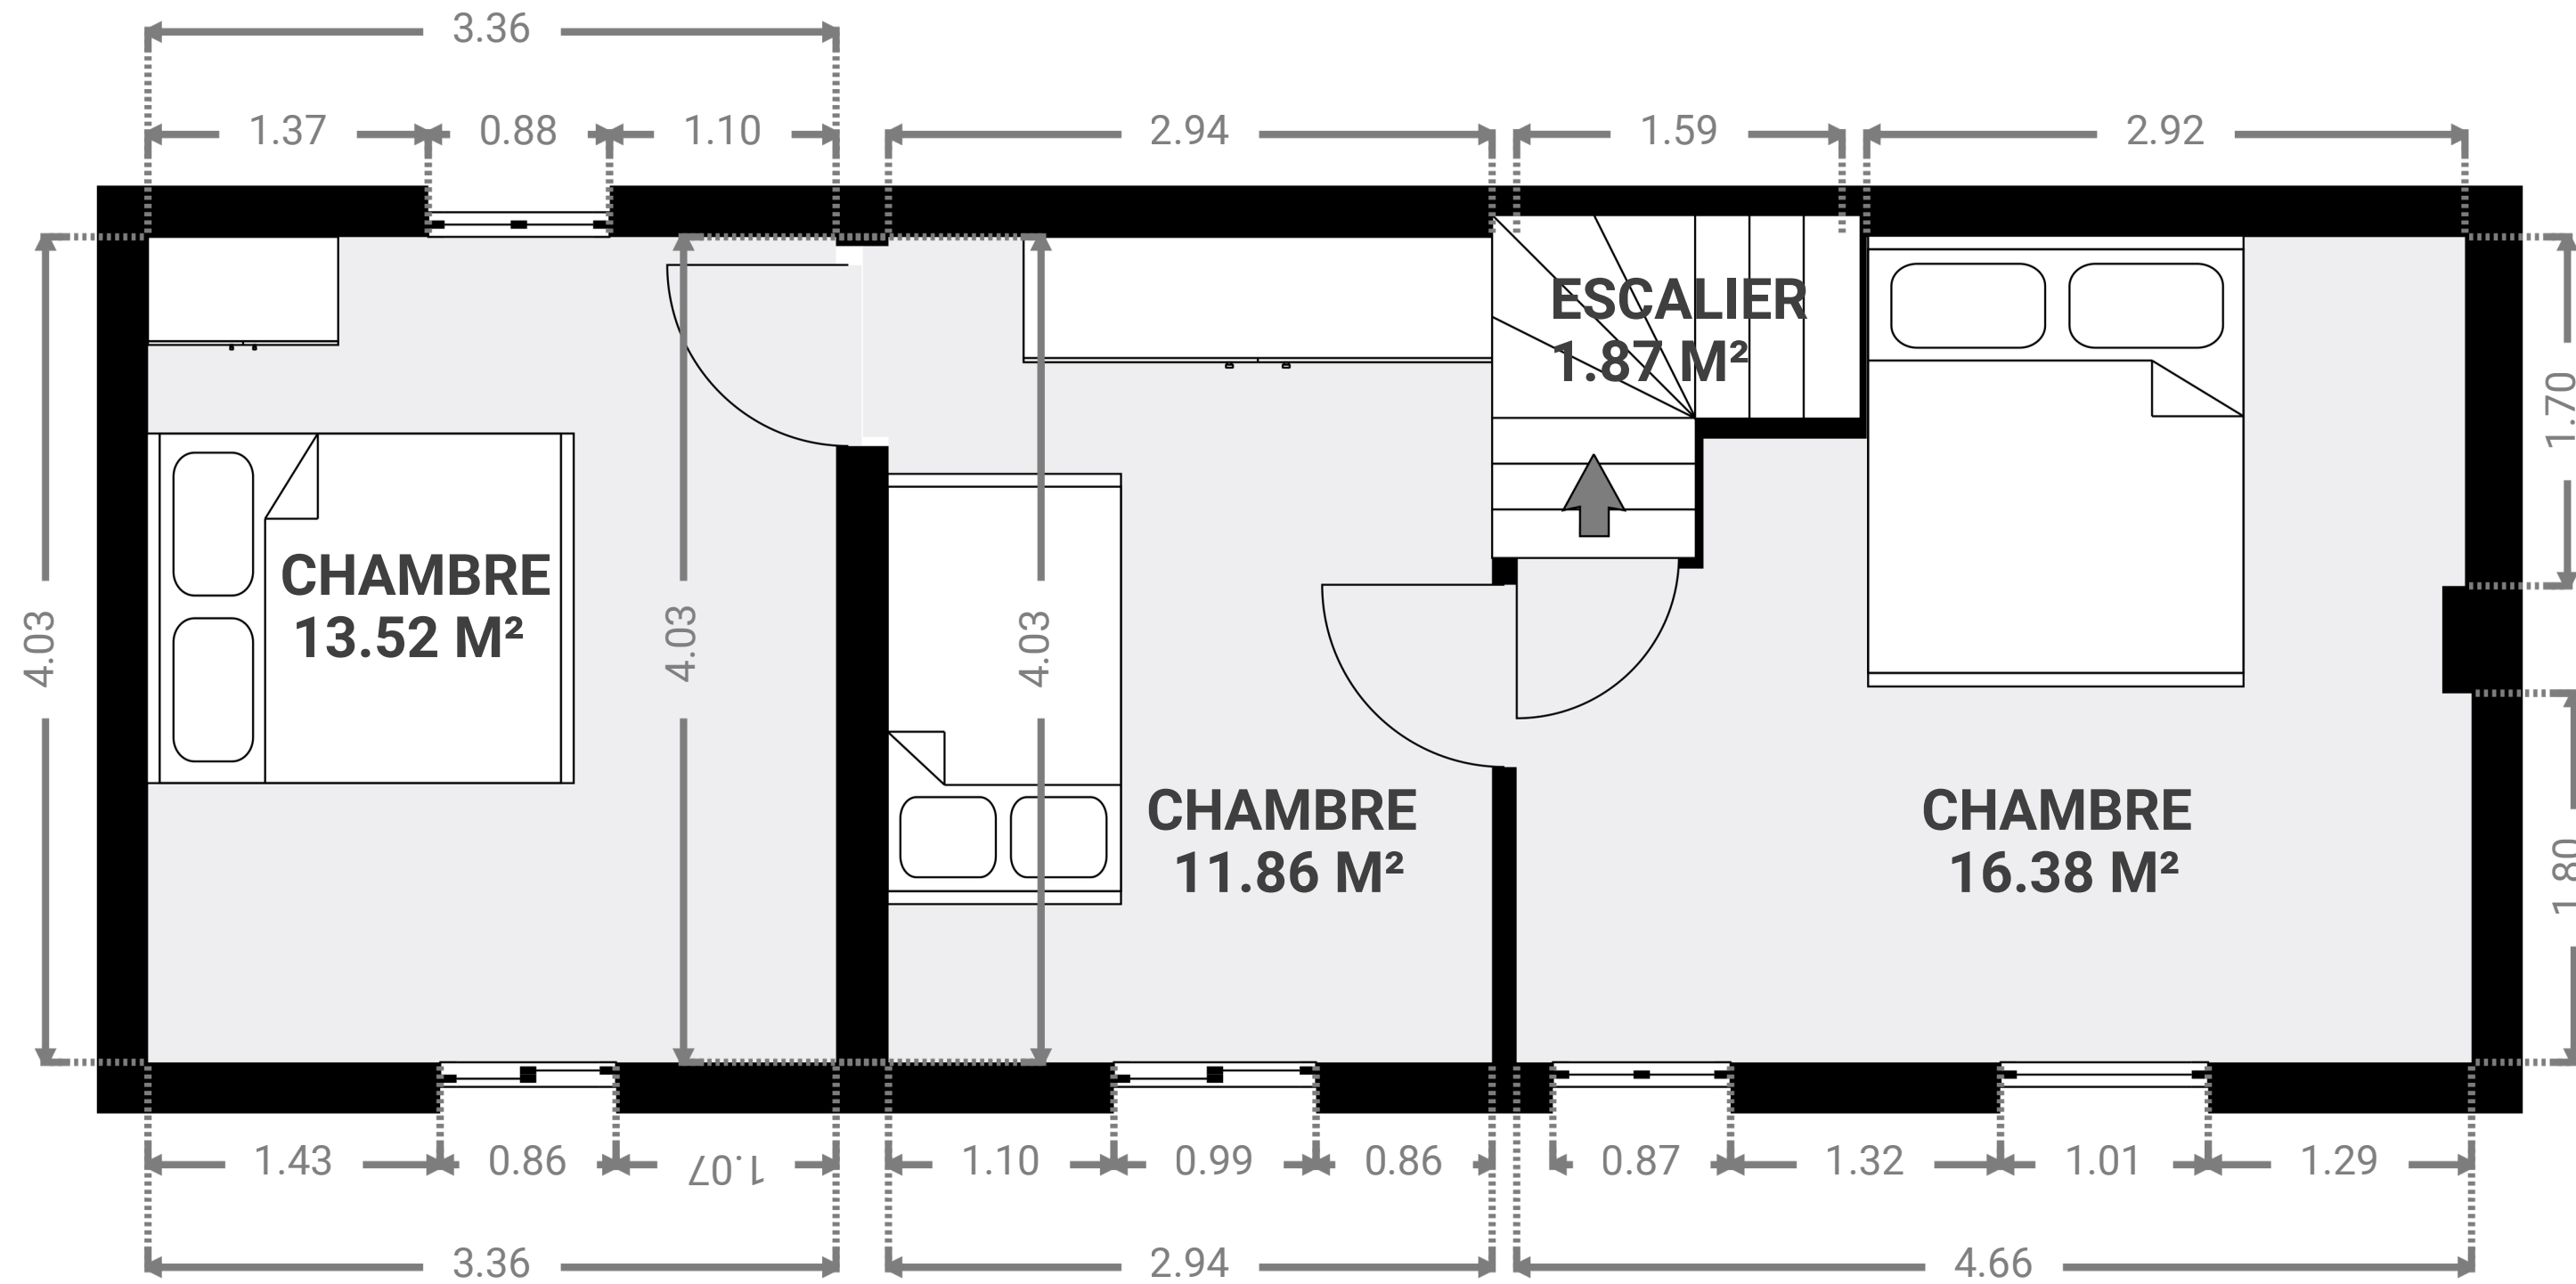 3.36
1.37 0.88 1.10 2.94 1.59 2.92
ESCALIER
1.87 M²
1.70
CHAMBRE
13.52 M²
4.03 4.03 4.03
CHAMBRE
11.86 M²
CHAMBRE
16.38 M²
1.80
1.43 0.86 1.07 1.10 0.99 0.86 0.87 1.32 1.01 1.29
3.36 2.94 4.66